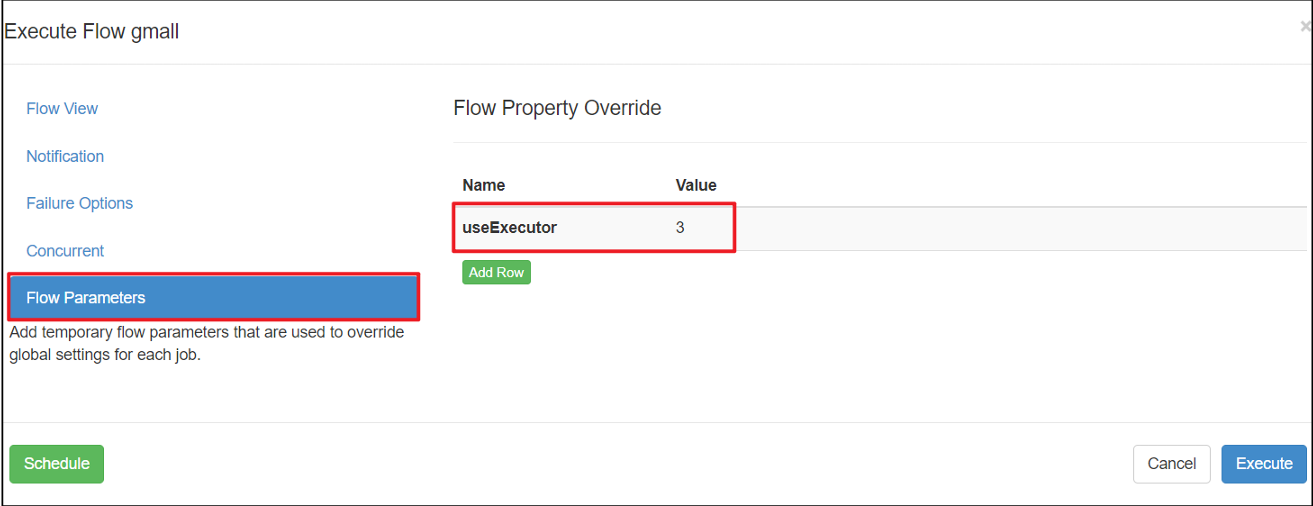 Execute Flow gmall
×
Flow View
Notification
Failure Options
Concurrent
Flow Parameters
Add temporary flow parameters that are used to override
global settings for each job.
Flow Property Override
Name Value
useExecutor 3
Add Row
Schedule
Cancel
Execute